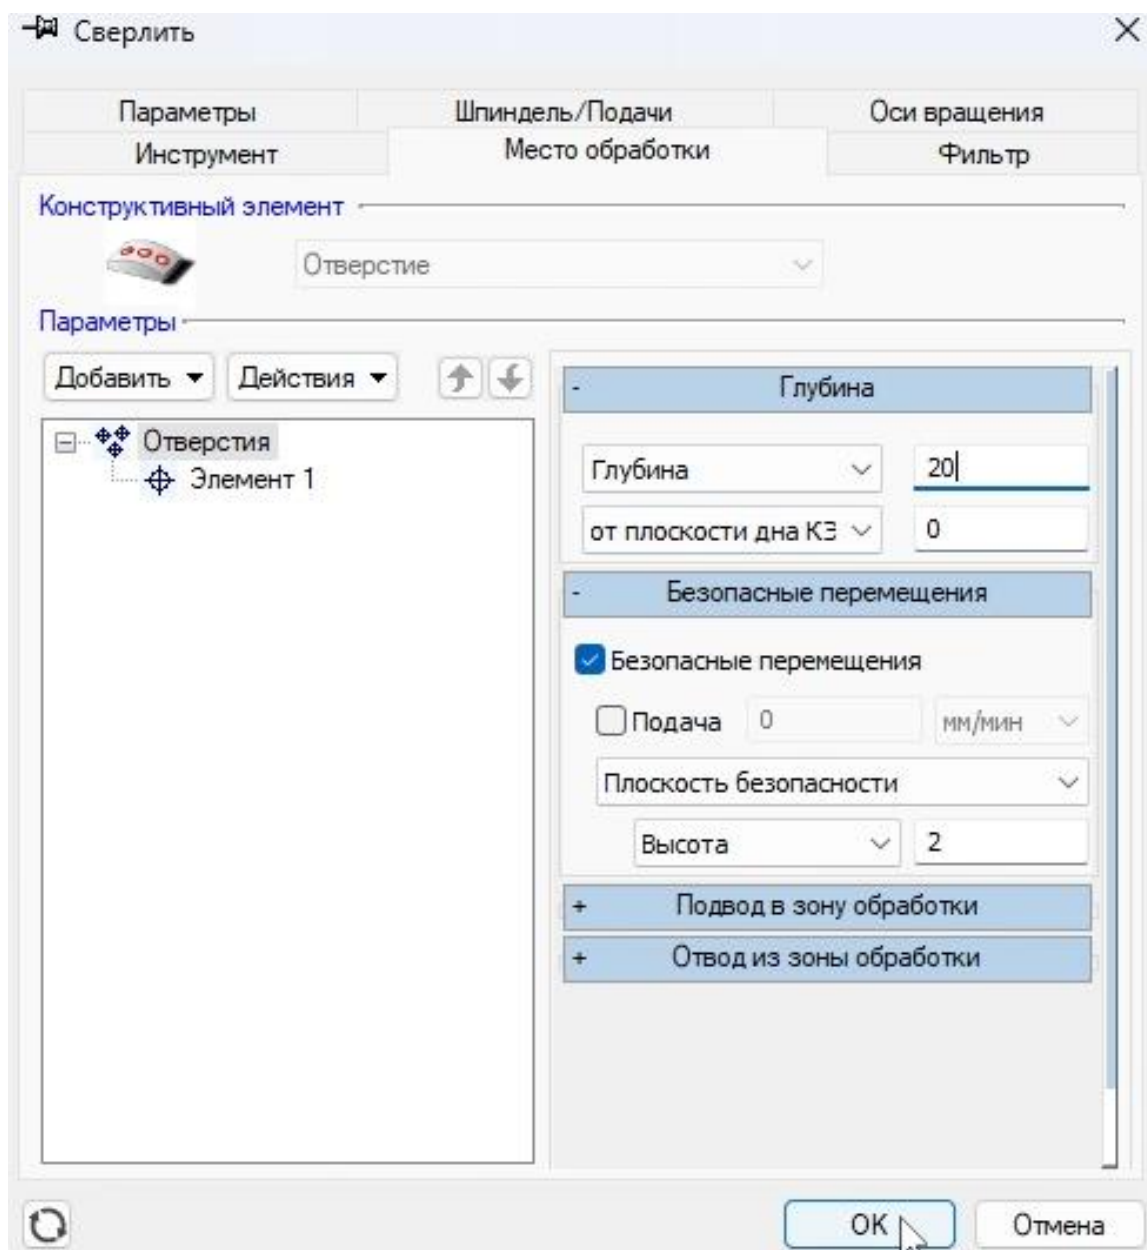 Сверлить
Параметры Шпиндель/Подачи Оси вращения
Инструмент Место обработки Фильтр
Конструктивный элемент
Отверстие
Параметры
Добавить Действия
- Глубина
Отверстия
Элемент 1
Глубина 20
от плоскости дна КЭ 0
- Безопасные перемещения
Безопасные перемещения
Подача 0 мм/мин
Плоскость безопасности
Высота 2
+ Подвод в зону обработки
+ Отвод из зоны обработки
ОК Отмена